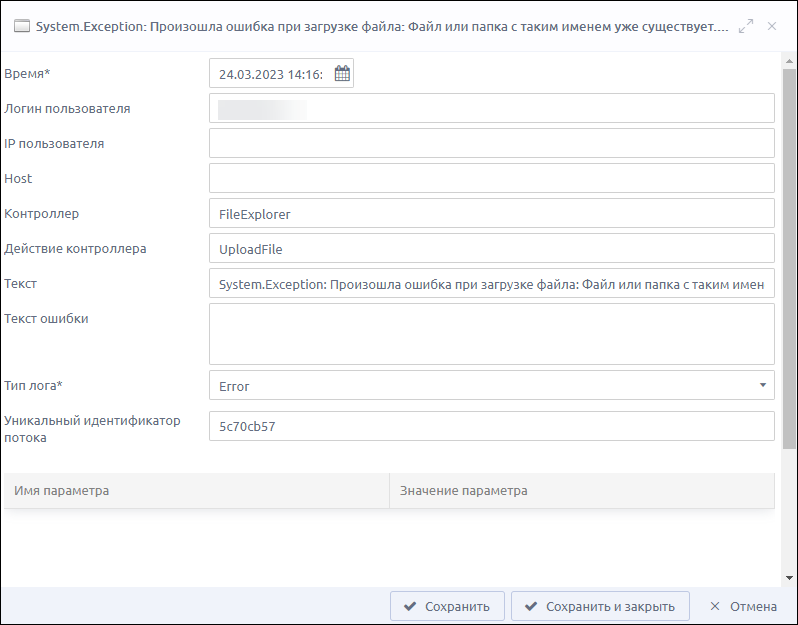 System.Exception: Произошла ошибка при загрузке файла: Файл или папка с таким именем уже существует....
Время*
24.03.2023 14:16:
Логин пользователя
IP пользователя
Host
Контроллер
FileExplorer
Действие контроллера
UploadFile
Текст
System.Exception: Произошла ошибка при загрузке файла: Файл или папка с таким имен
Текст ошибки
Тип лога*
Error
Уникальный идентификатор
потока
5c70cb57
Имя параметра
Значение параметра
Сохранить
Сохранить и закрыть
Отмена